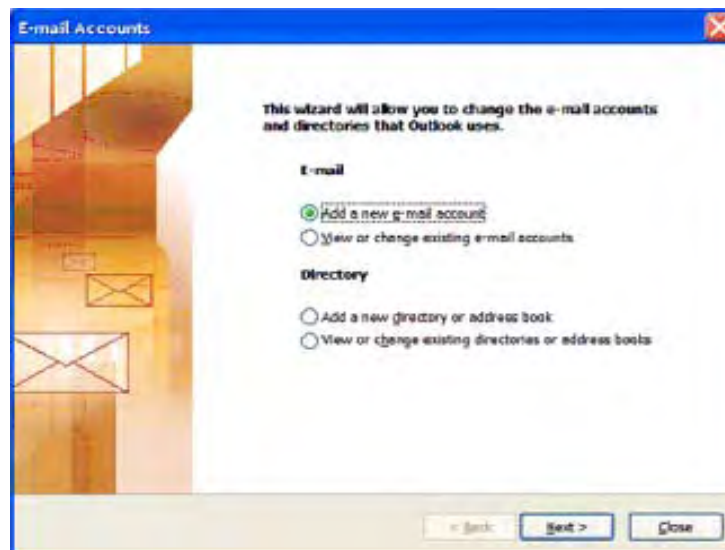 E-mail Accounts
This wizard will allow you to change the e-mail accounts
and directories that Outlook uses.
E-mail
Add a new e-mail account
View or change existing e-mail accounts
Directory
Add a new directory or address book
View or change existing directories or address books
< Back
Next >
Close